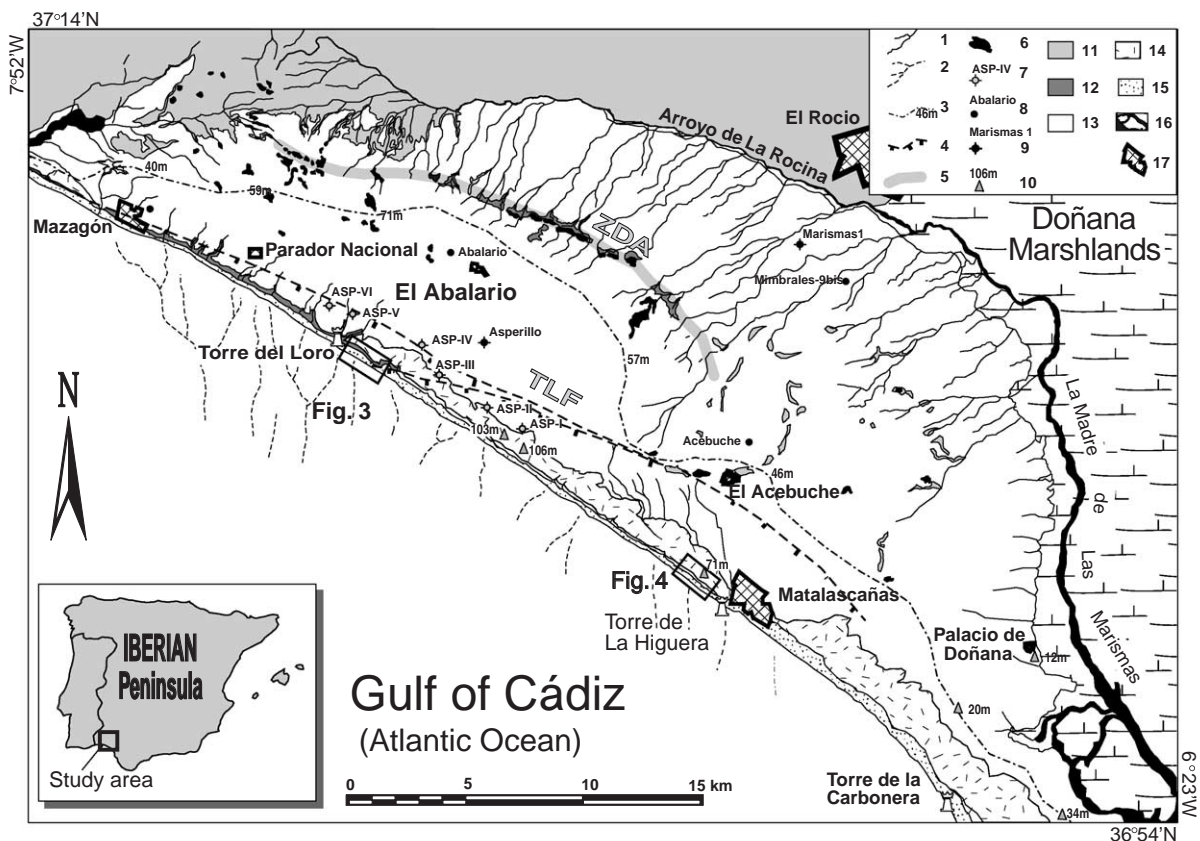 37°14'N
7°52'W
1
2
46m
3
4
5
6
ASP-IV
7
Abalario
8
Marismas 1
9
106m
10
11
12
13
14
15
16
17
El Rocio
Arroyo de La Rocina
Doñana
Marshlands
40m
59m
71m
Mazagón
Parador Nacional
Abalario
El Abalario
ZDA
Marismas1
Mimbrales-9bis
ASP-VI
ASP-V
ASP-IV
Asperillo
Torre del Loro
ASP-III
57m
TLF
Fig. 3
ASP-II
ASP-I
103m
106m
N
Acebuche
46m
El Acebuche
La Madre
de
Las
Marismas
Fig. 4
71m
Matalascañas
Torre de
La Higuera
Palacio de
Doñana
12m
20m
IBERIAN
Peninsula
Study area
Gulf of Cádiz
(Atlantic Ocean)
0
5
10
15 km
Torre de la
Carbonera
34m
6°23'W
36°54'N